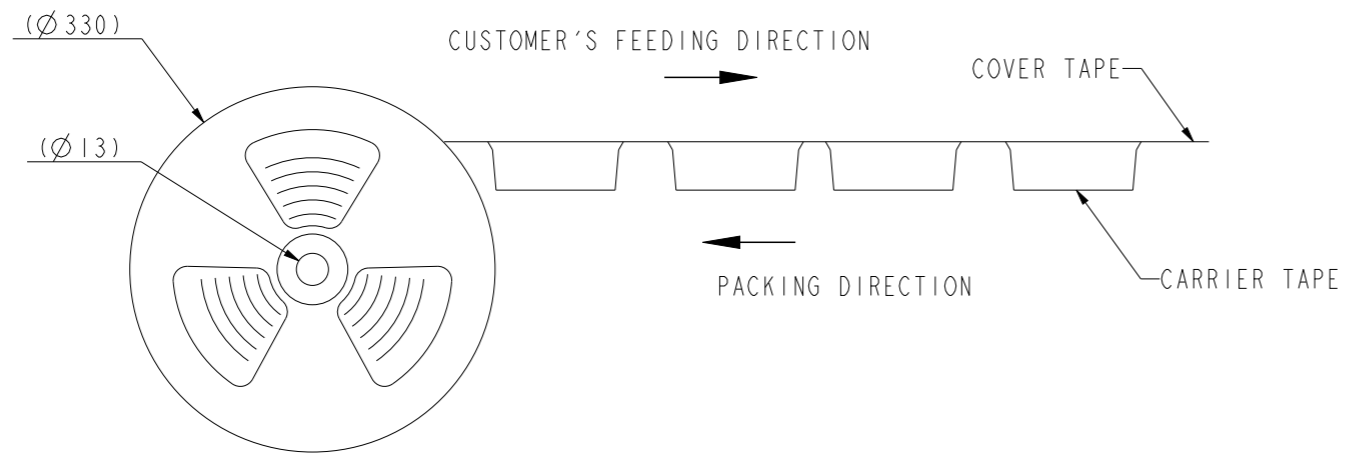 (Ø330)
CUSTOMER'S FEEDING DIRECTION
COVER TAPE
(Ø13)
PACKING DIRECTION
CARRIER TAPE